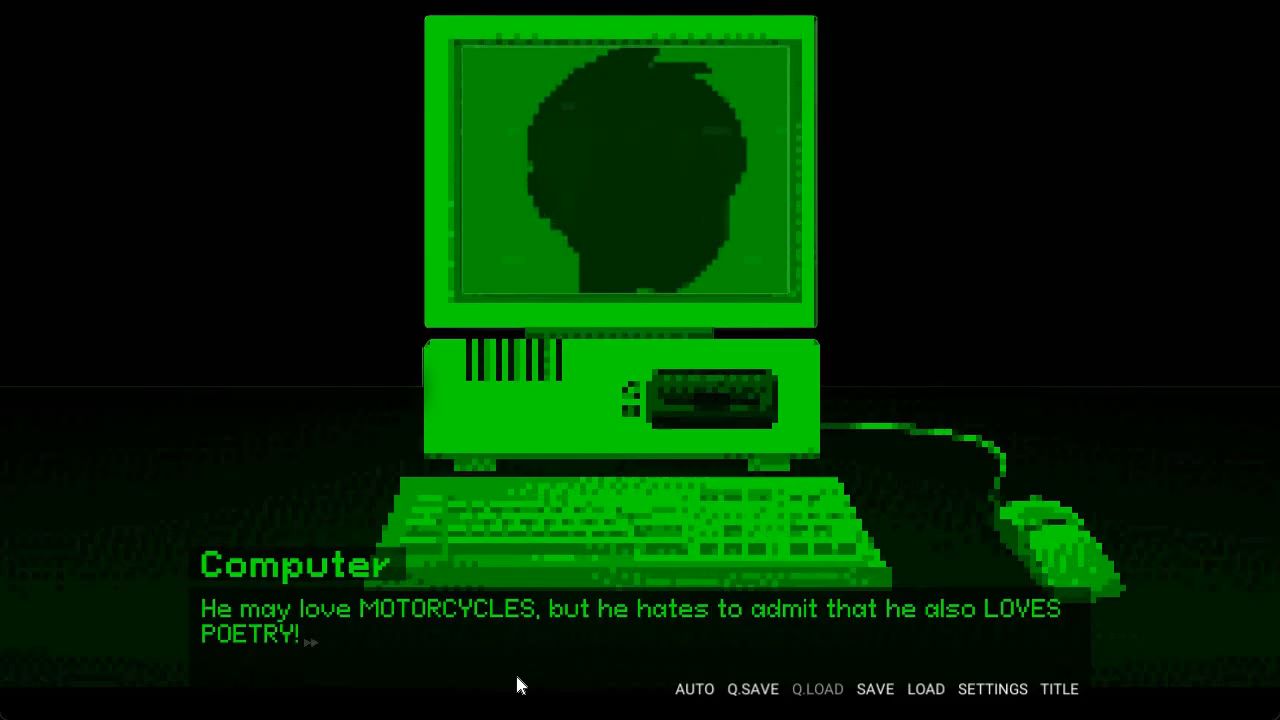 Computer
He may love MOTORCYCLES, but he hates to admit that he also LOVES
POETRY!
AUTO Q.SAVE Q.LOAD SAVE LOAD SETTINGS TITLE